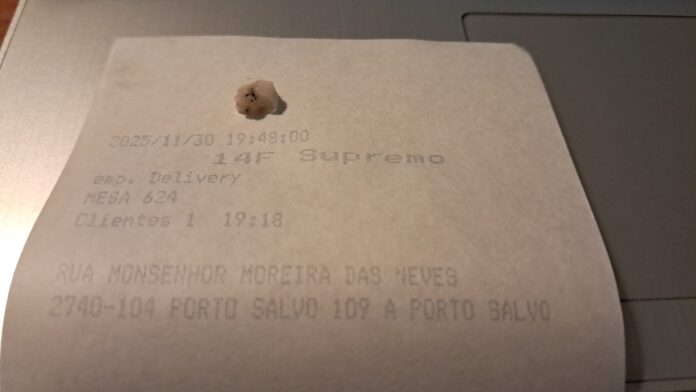 2025/11/30 19:48:00
14F Supremo
emp. Delivery
MESA 624
Clientes 1 19:18
RUA MONSENHOR MOREIRA DAS NEVES
2740-104 PORTO SALVO 109 A PORTO SALVO